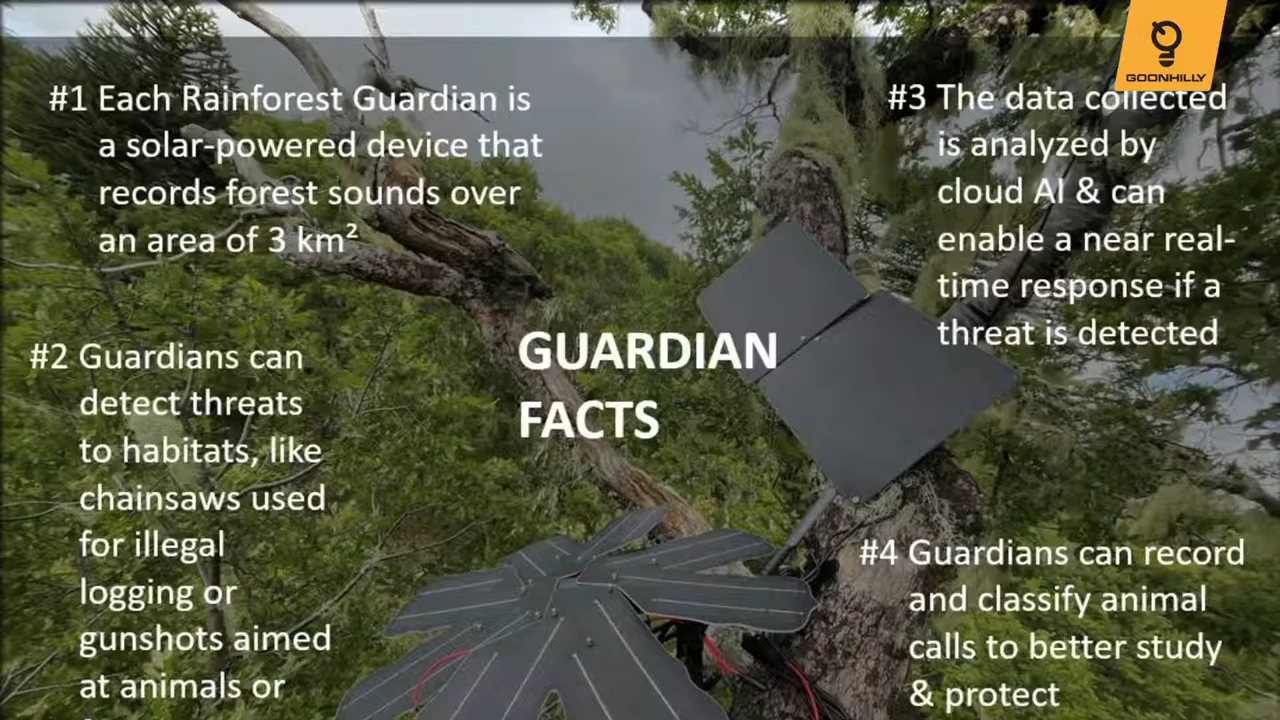 GOONHILLY
#1 Each Rainforest Guardian is
a solar-powered device that
records forest sounds over
an area of 3 km²
#2 Guardians can
detect threats
to habitats, like
chainsaws used
for illegal
logging or
gunshots aimed
at animals or
GUARDIAN
FACTS
#3 The data collected
is analyzed by
cloud AI & can
enable a near real-
time response if a
threat is detected
#4 Guardians can record
and classify animal
calls to better study
& protect